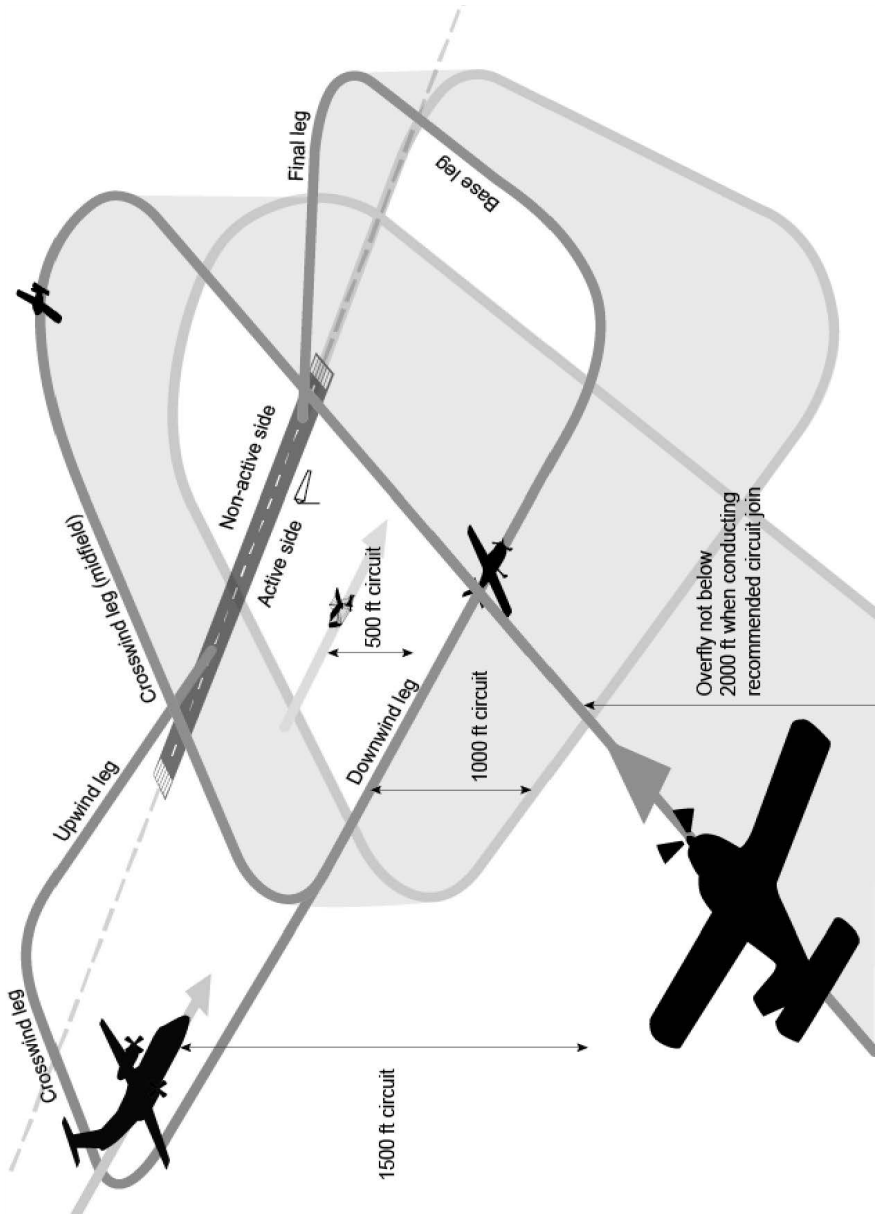 Final leg
Base leg
Non-active side
Active side
Crosswind leg (midfield)
Upwind leg
Crosswind leg
Downwind leg
500 ft circuit
1000 ft circuit
1500 ft circuit
Overfly not below
2000 ft when conducting
recommended circuit join